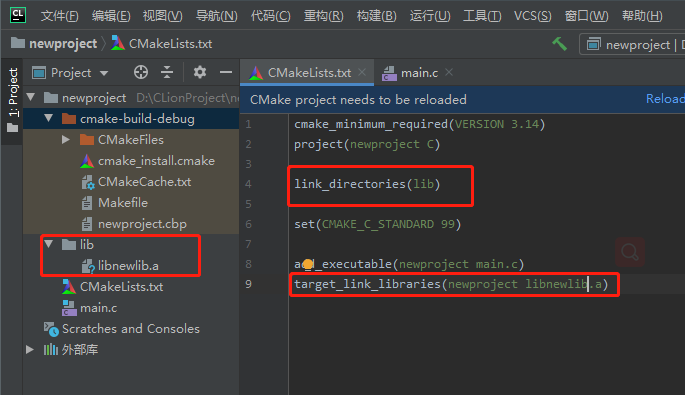 CL 文件(F) 编辑(E) 视图(V) 导航(N) 代码(C) 重构(R) 构建(B) 运行(U) 工具(T) VCS(S) 窗口(W) 帮助(H)
newproject CMakeLists.txt newproject | D
1: Project
Project
CMakeLists.txt main.c
newproject D:\CLionProject\ne
cmake-build-debug
CMakeFiles
cmake_install.cmake
CMakeCache.txt
Makefile
newproject.cbp
lib
libnewlib.a
CMakeLists.txt
main.c
Scratches and Consoles
外部库
CMake project needs to be reloaded Reload
1 cmake_minimum_required(VERSION 3.14)
2 project(newproject C)
3
4 link_directories(lib)
5
6 set(CMAKE_C_STANDARD 99)
7
8 add_executable(newproject main.c)
9 target_link_libraries(newproject libnewlib.a)